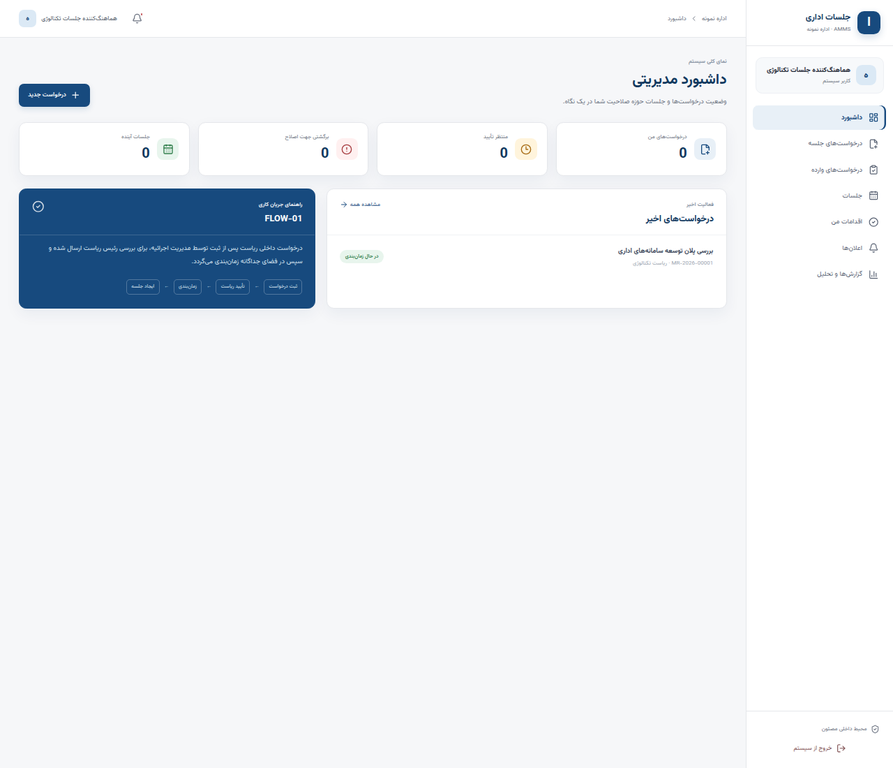 جلسات اداری
AMMS · اداره نمونه
ا
هماهنگ‌کننده جلسات تکنالوژی
کاربر سیستم
ه
داشبورد
درخواست‌های جلسه
درخواست‌های وارده
جلسات
اقدامات من
اعلان‌ها
گزارش‌ها و تحلیل
محیط داخلی مصئون
خروج از سیستم
اداره نمونه
داشبورد
هماهنگ‌کننده جلسات تکنالوژی
ه
نمای کلی سیستم
داشبورد مدیریتی
وضعیت درخواست‌ها و جلسات حوزه صلاحیت شما در یک نگاه.
درخواست جدید
درخواست‌های من
0
منتظر تأیید
0
برگشتی جهت اصلاح
0
جلسات آینده
0
فعالیت اخیر
درخواست‌های اخیر
مشاهده همه
بررسی پلان توسعه سامانه‌های اداری
MR-2026-00001 · ریاست تکنالوژی
در حال زمان‌بندی
راهنمای جریان کاری
FLOW-01
درخواست داخلی ریاست پس از ثبت توسط مدیریت اجرائیه، برای بررسی رئیس ریاست ارسال شده و
سپس در فضای جداگانه زمان‌بندی می‌گردد.
ثبت درخواست ← تأیید ریاست ← زمان‌بندی ← ایجاد جلسه